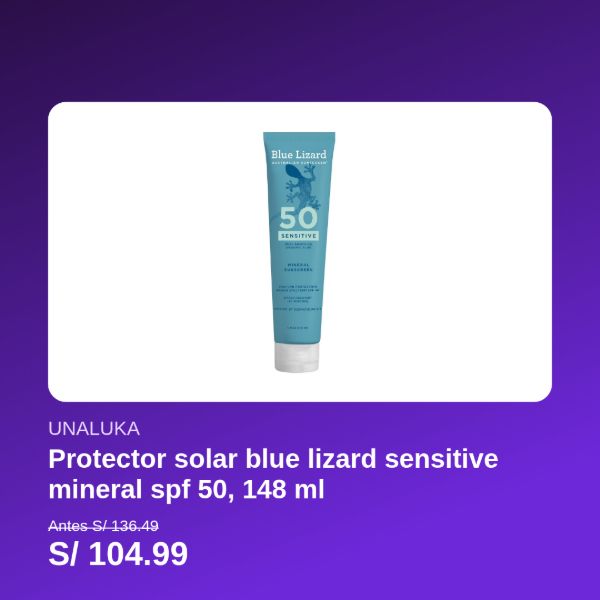 Blue Lizard
AUSTRALIAN SUNSCREEN
50
SENSITIVE
MINERAL
SUNSCREEN
UNALUKA
Protector solar blue lizard sensitive
mineral spf 50, 148 ml
Antes S/ 136.49
S/ 104.99